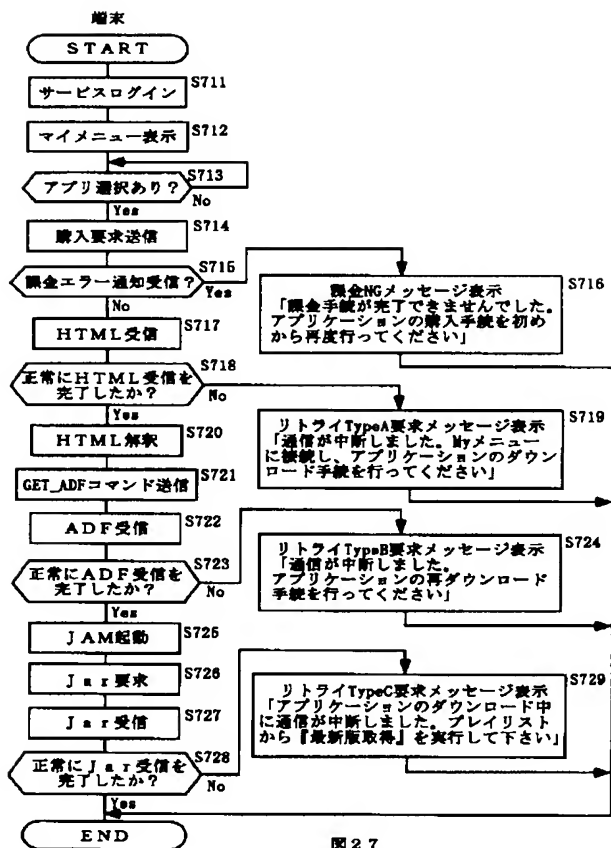 端末
START
サービスログイン
S711
マイメニュー表示
S712
S713
アプリ選択あり?
No
Yes
S714
購入要求送信
S715
課金エラー通知受信?
Yes
No
課金NGメッセージ表示
「課金手続が完了できませんでした。
アプリケーションの購入手続を初め
から再度行ってください」
S716
HTML受信
S717
S718
正常にHTML受信を
完了したか?
No
Yes
リトライTypeA要求メッセージ表示
「通信が中断しました。Myメニュー
に接続し、アプリケーションのダウン
ロード手続を行ってください」
S719
HTML解釈
S720
GET_ADFコマンド送信
S721
ADF受信
S722
S723
正常にADF受信を
完了したか?
No
Yes
リトライTypeB要求メッセージ表示
「通信が中断しました。
アプリケーションの再ダウンロード
手続を行ってください」
S724
JAM起動
S725
Jar要求
S726
Jar受信
S727
S728
正常にJar受信を
完了したか?
No
Yes
リトライTypeC要求メッセージ表示
「アプリケーションのダウンロード中
に通信が中断しました。プレイリスト
から『最新版取得』を実行して下さい」
S729
END
図27